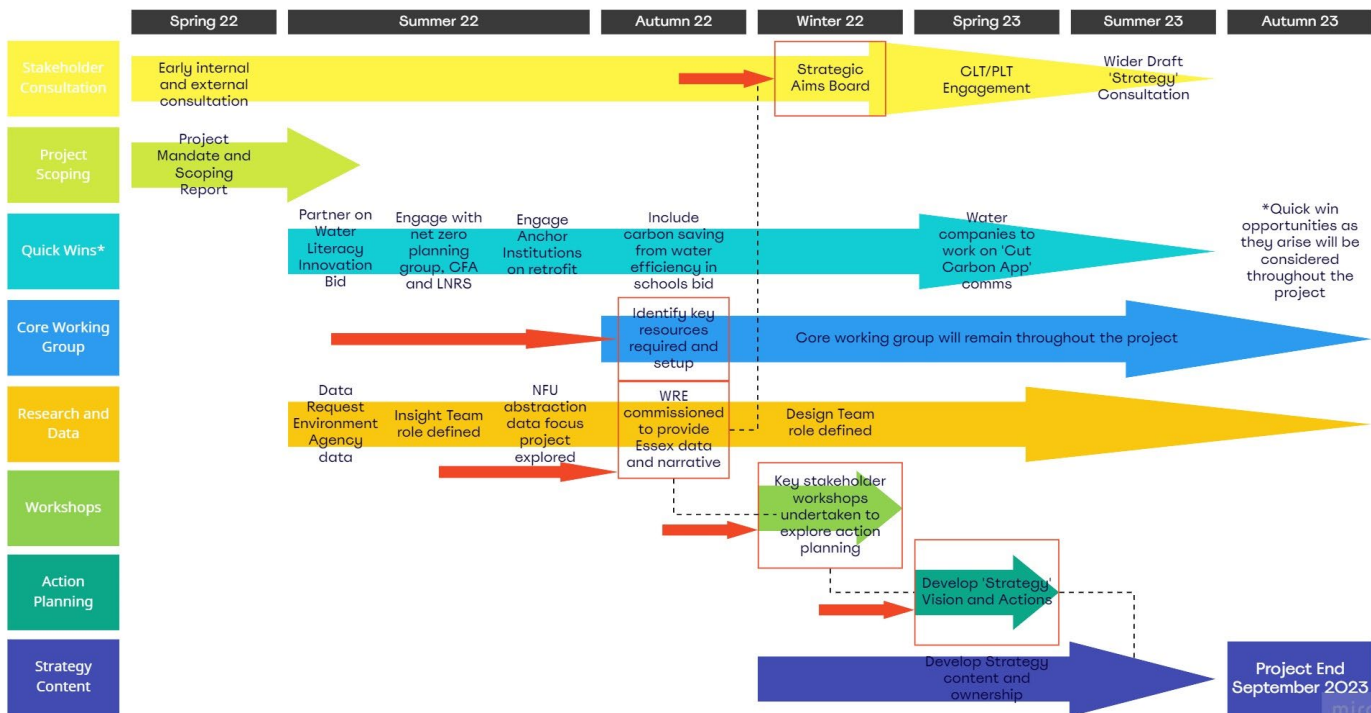 Spring 22
Summer 22
Autumn 22
Winter 22
Spring 23
Summer 23
Autumn 23
Stakeholder
Consultation
Early internal
and external
consultation
Strategic
Aims Board
CLT/PLT
Engagement
Wider Draft
'Strategy'
Consultation
Project
Scoping
Project
Mandate and
Scoping
Report
Quick Wins*
Partner on
Water
Literacy
Innovation
Bid
Engage with
net zero
planning
group, CFA
and LNRS
Engage
Anchor
Institutions
on retrofit
Include
carbon saving
from water
efficiency in
schools bid
Water
companies to
work on 'Cut
Carbon App'
comms
*Quick win
opportunities as
they arise will be
considered
throughout the
project
Core Working
Group
Identify key
resources
required and
setup
Core working group will remain throughout the project
Research and
Data
Data
Request
Environment
Agency
data
Insight Team
role defined
NFU
abstraction
data focus
project
explored
WRE
commissioned
to provide
Essex data
and narrative
Design Team
role defined
Workshops
Key stakeholder
workshops
undertaken to
explore action
planning
Action
Planning
Develop 'Strategy'
Vision and Actions
Strategy
Content
Develop Strategy
content and
ownership
Project End
September 2023
miro